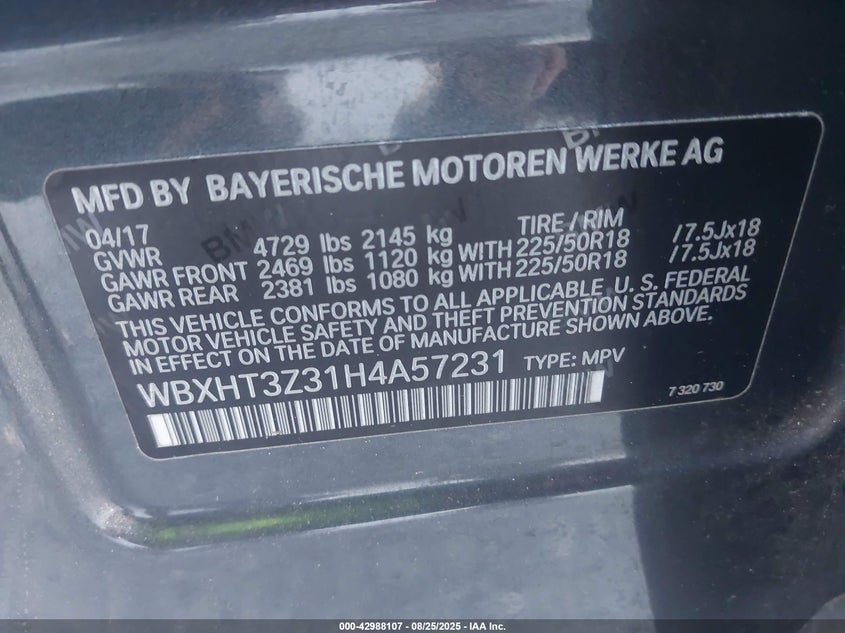 MFD BY BAYERISCHE MOTOREN WERKE AG
04/17 TIRE / RIM
GVWR 4729 lbs 2145 kg
GAWR FRONT 2469 lbs 1120 kg WITH 225/50R18 /7.5Jx18
GAWR REAR 2381 lbs 1080 kg WITH 225/50R18 /7.5Jx18
THIS VEHICLE CONFORMS TO ALL APPLICABLE U. S. FEDERAL
MOTOR VEHICLE SAFETY AND THEFT PREVENTION STANDARDS
IN EFFECT ON THE DATE OF MANUFACTURE SHOWN ABOVE.
WBXHT3Z31H4A57231 TYPE: MPV
7 320 730
000-42988107 - 08/25/2025 - IAA Inc.